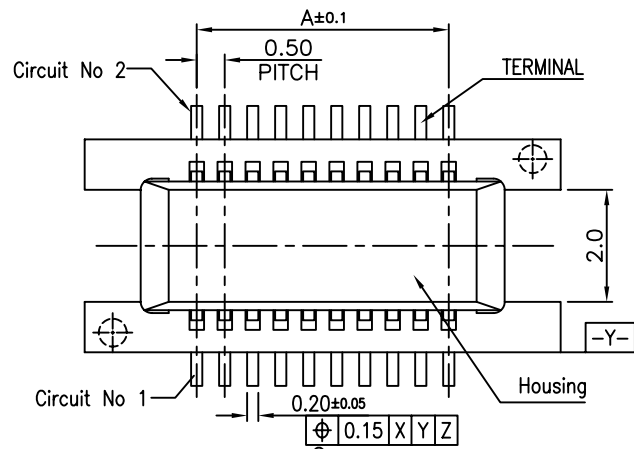 A±0.1
0.50
PITCH
Circuit No 2
TERMINAL
2.0
-Y-
Housing
Circuit No 1
0.20±0.05
⌖ 0.15 X Y Z